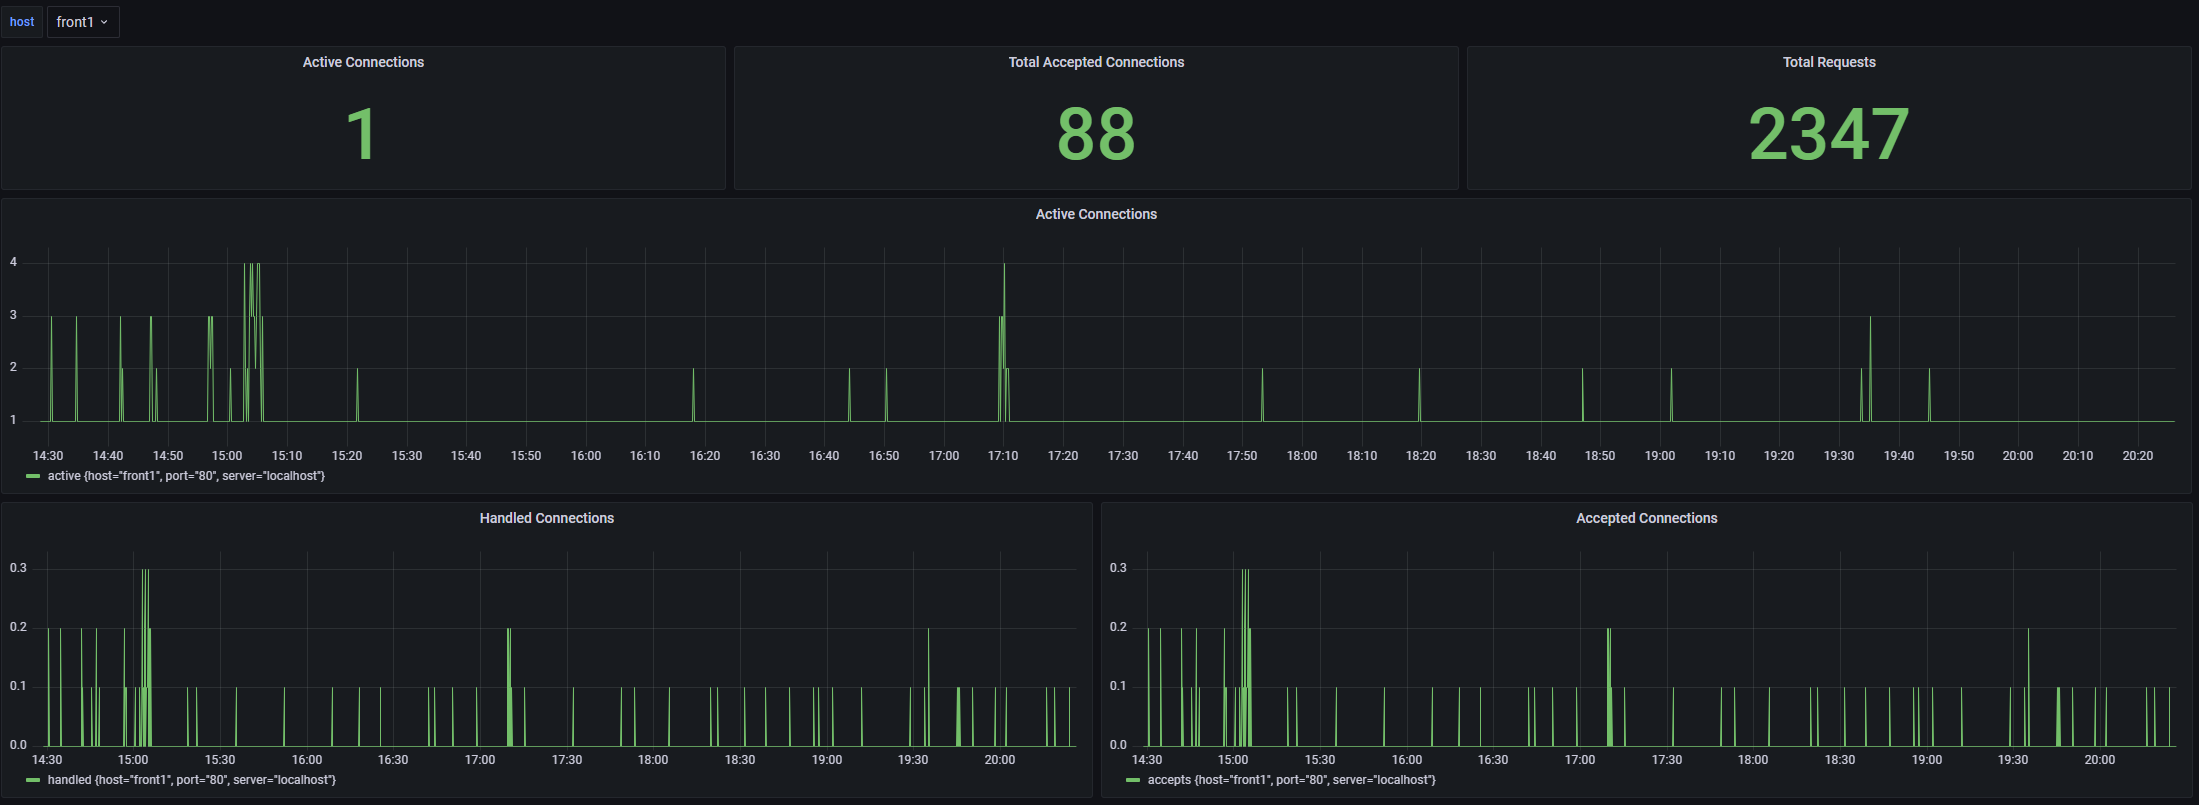 host front1
Active Connections
1
Total Accepted Connections
88
Total Requests
2347
Active Connections
4
3
2
1
14:30 14:40 14:50 15:00 15:10 15:20 15:30 15:40 15:50 16:00 16:10 16:20 16:30 16:40 16:50 17:00 17:10 17:20 17:30 17:40 17:50 18:00 18:10 18:20 18:30 18:40 18:50 19:00 19:10 19:20 19:30 19:40 19:50 20:00 20:10 20:20
active {host="front1", port="80", server="localhost"}
Handled Connections
0.3
0.2
0.1
0.0
14:30 15:00 15:30 16:00 16:30 17:00 17:30 18:00 18:30 19:00 19:30 20:00
handled {host="front1", port="80", server="localhost"}
Accepted Connections
0.3
0.2
0.1
0.0
14:30 15:00 15:30 16:00 16:30 17:00 17:30 18:00 18:30 19:00 19:30 20:00
accepts {host="front1", port="80", server="localhost"}